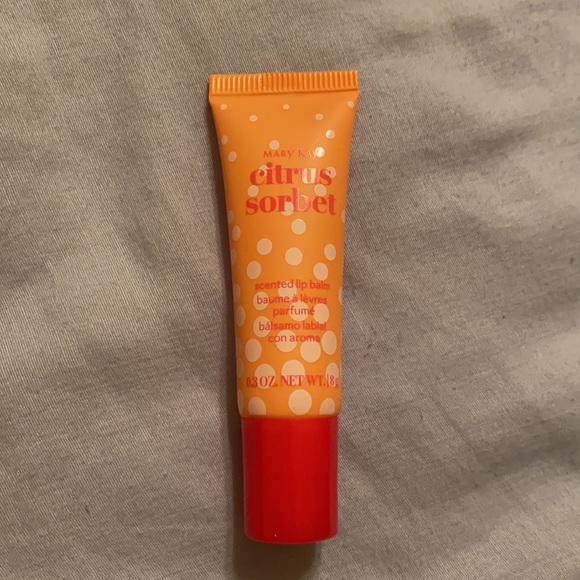 MARY KAY
citrus
sorbet
scented lip balm
baume à lèvres
parfumé
bálsamo labial
con aroma
0.3 OZ. NET WT. / 8 g